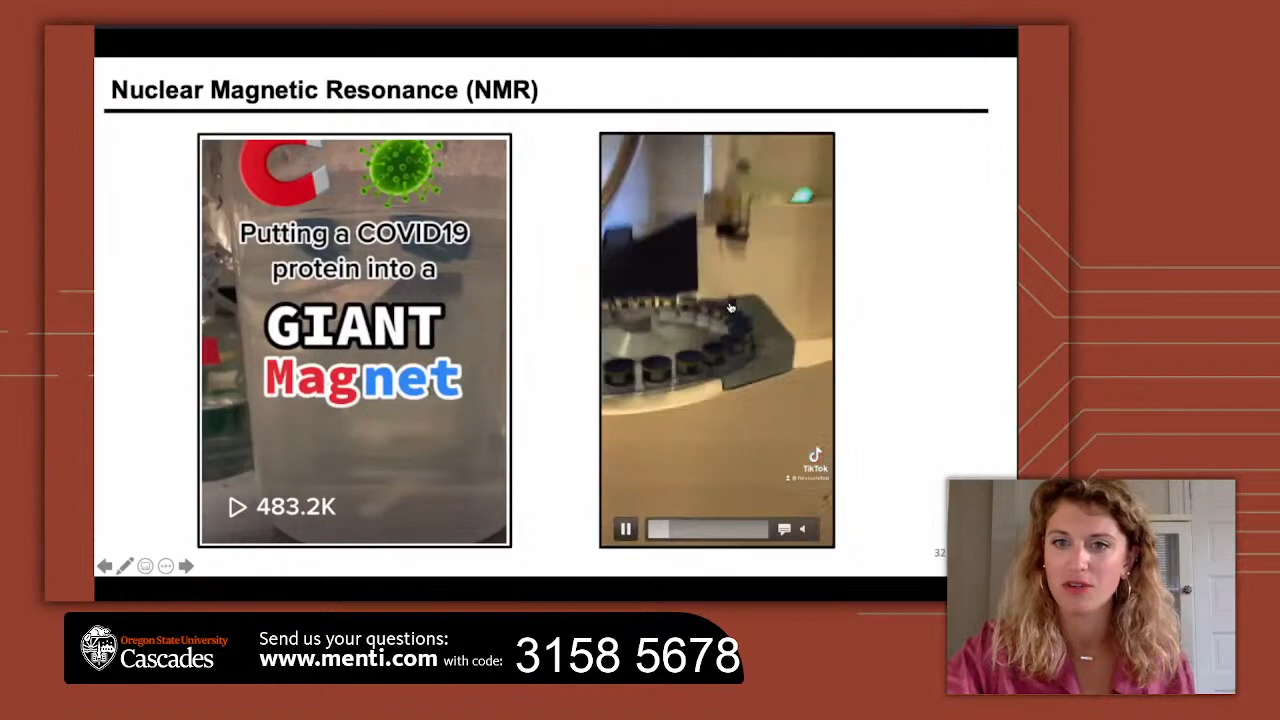 Nuclear Magnetic Resonance (NMR)
Putting a COVID19
protein into a
GIANT
Magnet
483.2K
TikTok
32
Oregon State University
Cascades
Send us your questions:
www.menti.com with code:
3158 5678